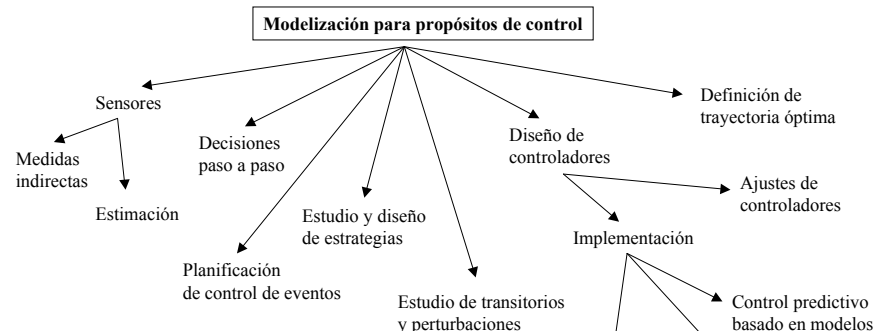 Modelización para propósitos de control
Sensores
Medidas
indirectas
Estimación
Decisiones
paso a paso
Planificación
de control de eventos
Estudio y diseño
de estrategias
Estudio de transitorios
y perturbaciones
Diseño de
controladores
Implementación
Ajustes de
controladores
Control predictivo
basado en modelos
Definición de
trayectoria óptima